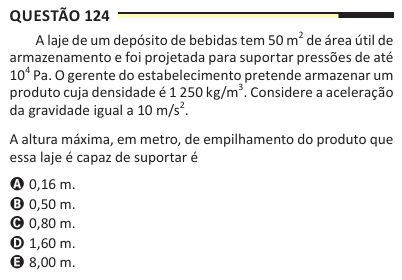 QUESTÃO 124
A laje de um depósito de bebidas tem 50 m² de área útil de
armazenamento e foi projetada para suportar pressões de até
10⁴ Pa. O gerente do estabelecimento pretende armazenar um
produto cuja densidade é 1 250 kg/m³. Considere a aceleração
da gravidade igual a 10 m/s².
A altura máxima, em metro, de empilhamento do produto que
essa laje é capaz de suportar é
A 0,16 m.
B 0,50 m.
C 0,80 m.
D 1,60 m.
E 8,00 m.